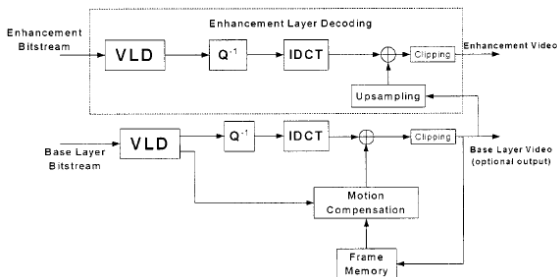 Enhancement Layer Decoding
Enhancement
Bitstream
VLD
Q-1
IDCT
Clipping
Enhancement Video
Upsampling
Base Layer
Bitstream
VLD
Q-1
IDCT
Clipping
Base Layer Video
(optional output)
Motion
Compensation
Frame
Memory